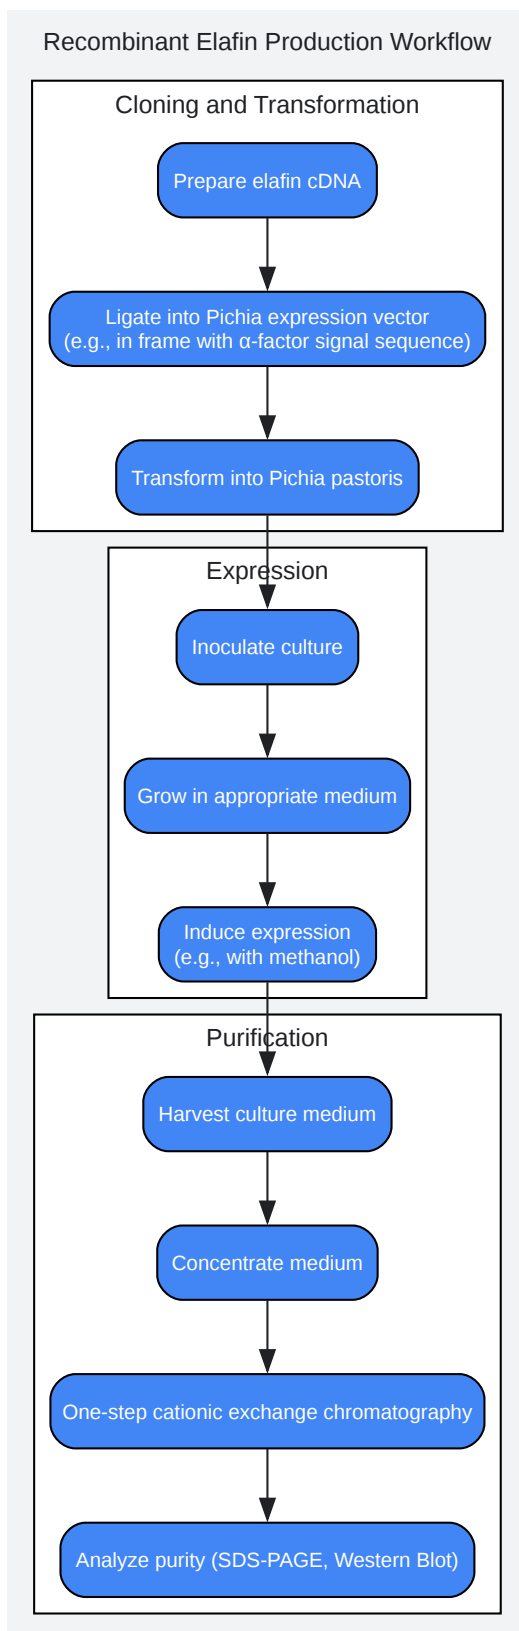 Recombinant Elafin Production Workflow
Cloning and Transformation
Prepare elafin cDNA
Ligate into Pichia expression vector
(e.g., in frame with α-factor signal sequence)
Transform into Pichia pastoris
Expression
Inoculate culture
Grow in appropriate medium
Induce expression
(e.g., with methanol)
Purification
Harvest culture medium
Concentrate medium
One-step cationic exchange chromatography
Analyze purity (SDS-PAGE, Western Blot)